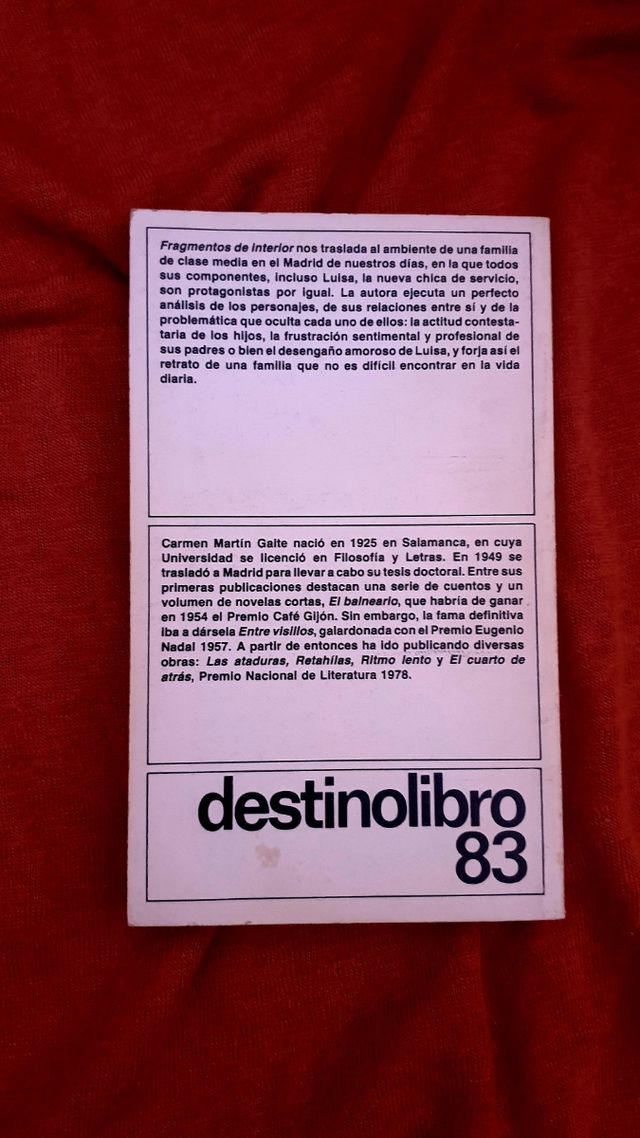 Fragmentos de interior nos traslada al ambiente de una familia
de clase media en el Madrid de nuestros días, en la que todos
sus componentes, incluso Luisa, la nueva chica de servicio,
son protagonistas por igual. La autora ejecuta un perfecto
análisis de los personajes, de sus relaciones entre sí y de la
problemática que oculta cada uno de ellos: la actitud contesta-
taria de los hijos, la frustración sentimental y profesional de
sus padres o bien el desengaño amoroso de Luisa, y forja así el
retrato de una familia que no es difícil encontrar en la vida
diaria.
Carmen Martín Gaite nació en 1925 en Salamanca, en cuya
Universidad se licenció en Filosofía y Letras. En 1949 se
trasladó a Madrid para llevar a cabo su tesis doctoral. Entre sus
primeras publicaciones destacan una serie de cuentos y un
volumen de novelas cortas, El balneario, que habría de ganar
en 1954 el Premio Café Gijón. Sin embargo, la fama definitiva
iba a dársela Entre visillos, galardonada con el Premio Eugenio
Nadal 1957. A partir de entonces ha ido publicando diversas
obras: Las ataduras, Retahílas, Ritmo lento y El cuarto de
atrás, Premio Nacional de Literatura 1978.
destinolibro
83